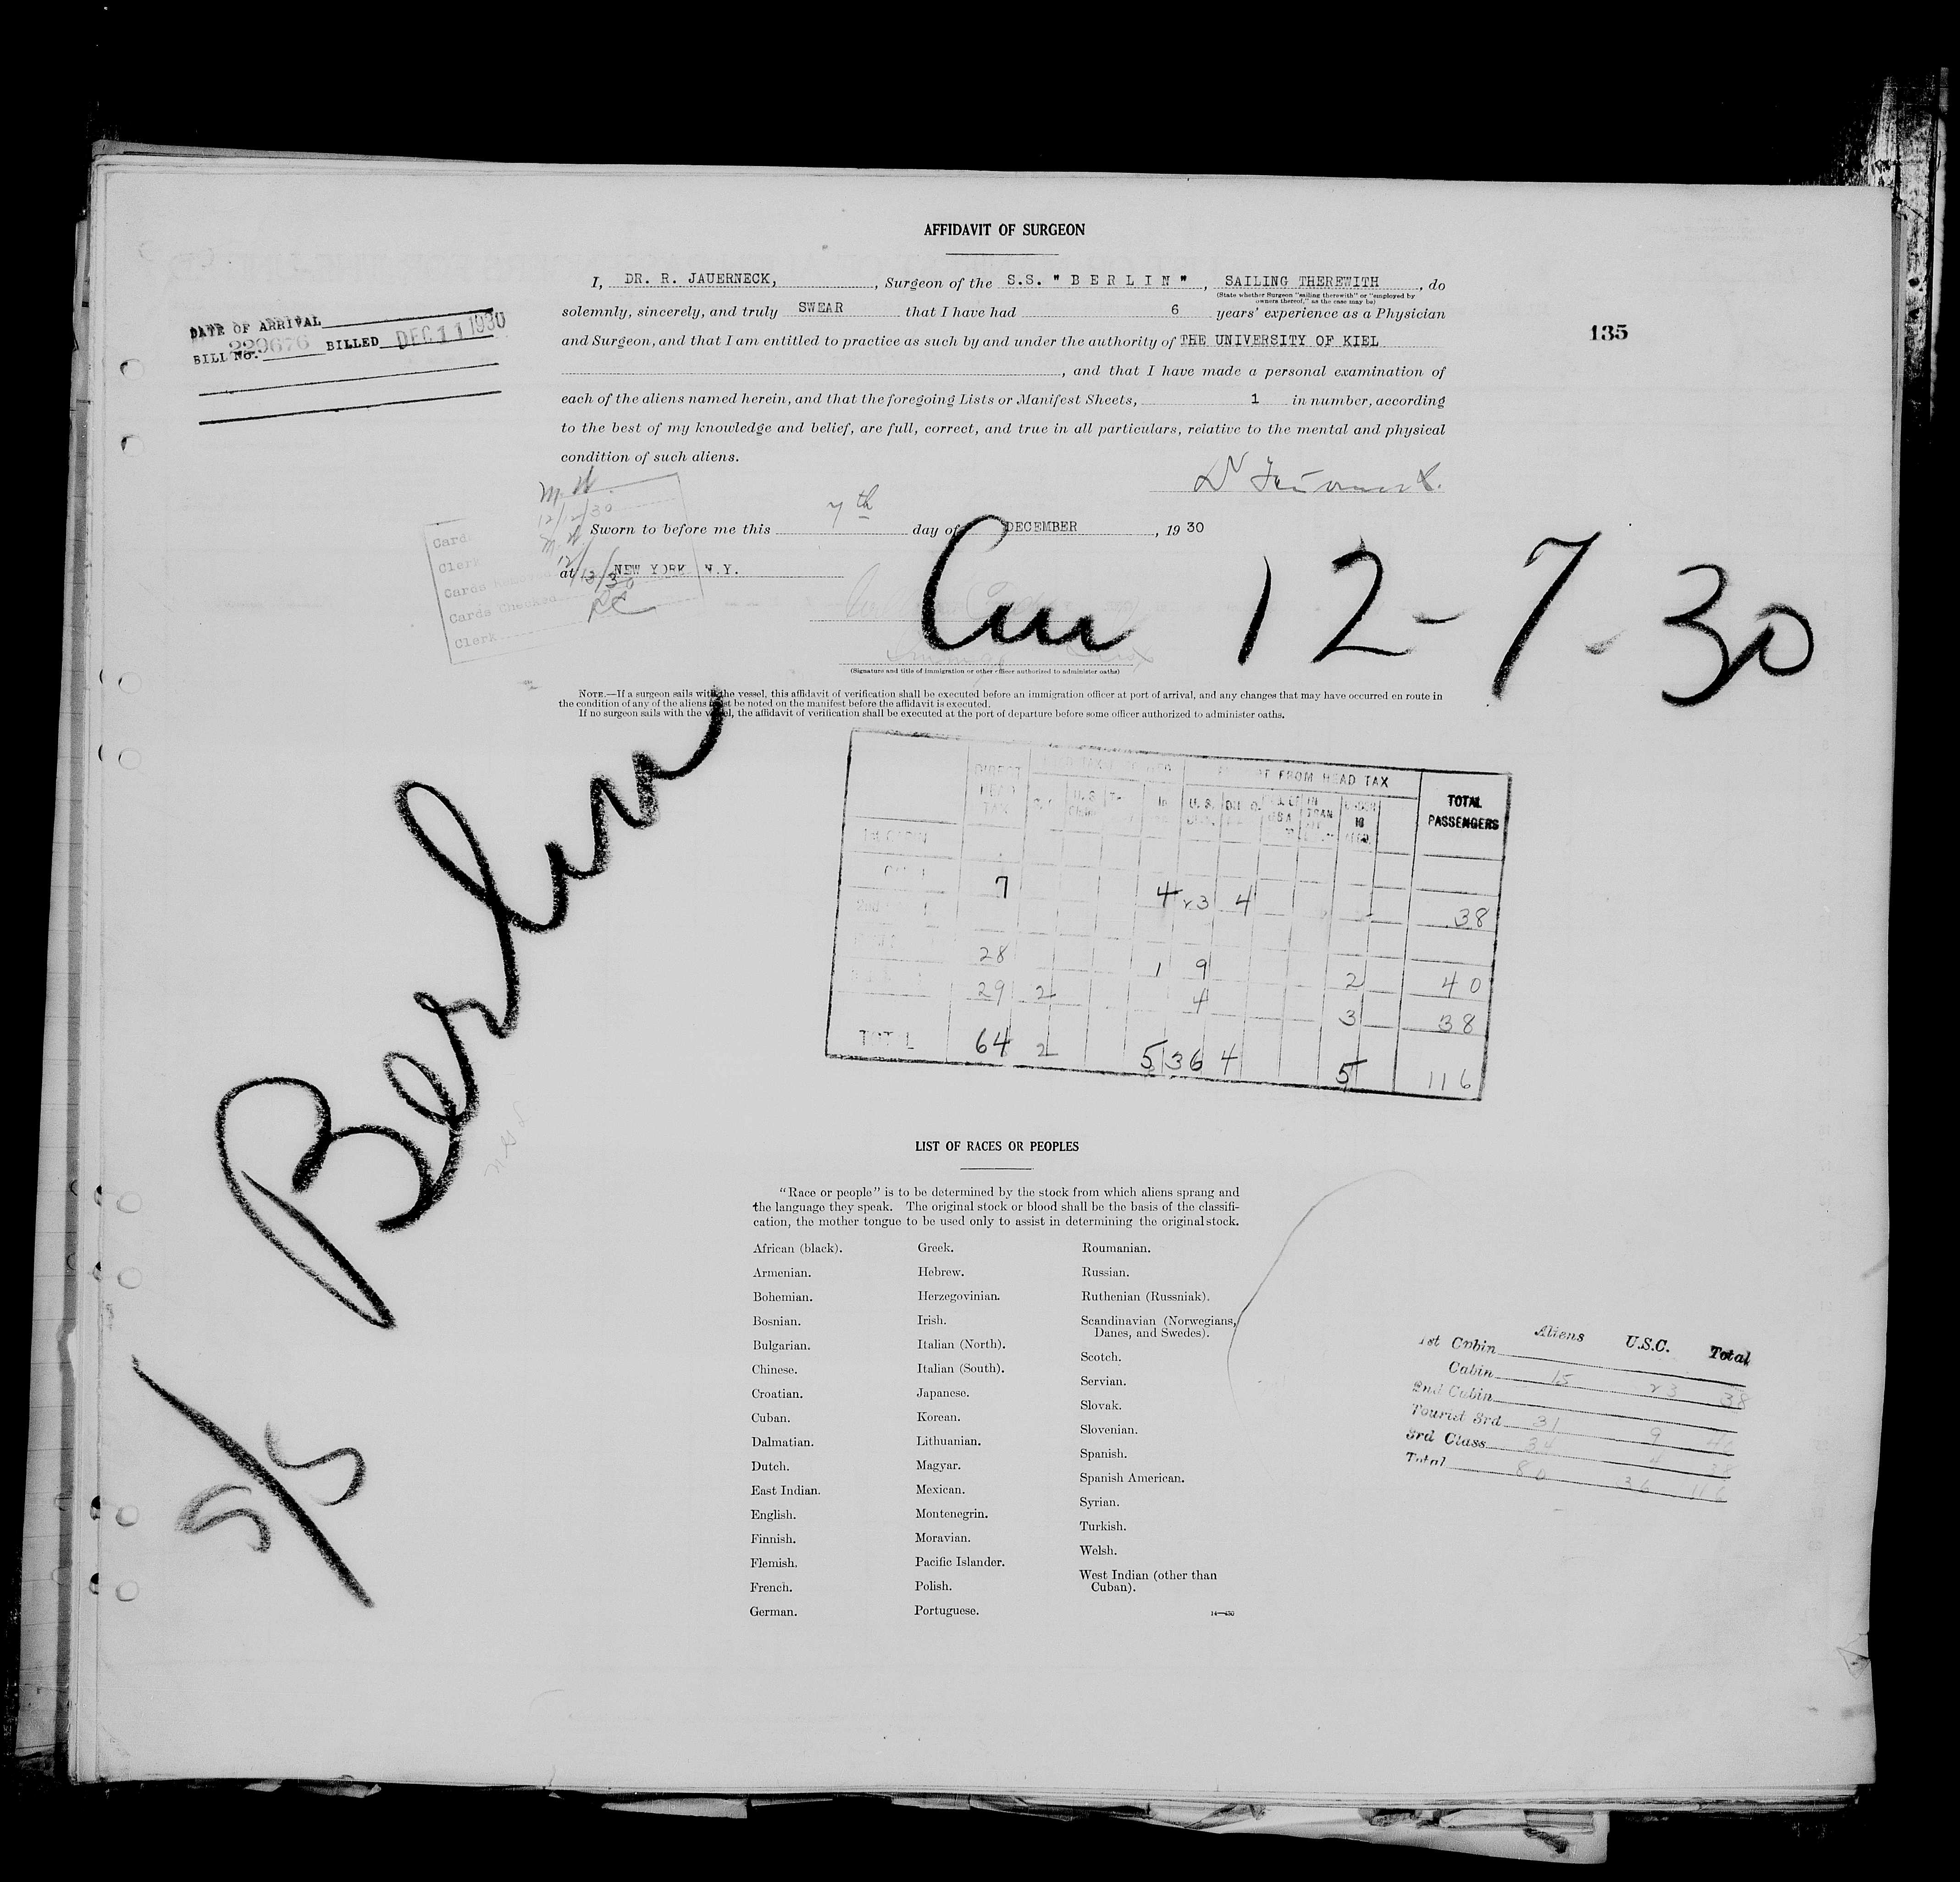 AFFIDAVIT OF SURGEON
I, DR. R. JAUERNECK, , Surgeon of the S.S. "BERLIN", SAILING THEREWITH, do
(State whether Surgeon "sailing therewith" or "employed by owners thereof," as the case may be)
solemnly, sincerely, and truly SWEAR that I have had 6 years' experience as a Physician
and Surgeon, and that I am entitled to practice as such by and under the authority of THE UNIVERSITY OF KIEL
, and that I have made a personal examination of
each of the aliens named herein, and that the foregoing Lists or Manifest Sheets, 1 in number, according
to the best of my knowledge and belief, are full, correct, and true in all particulars, relative to the mental and physical
condition of such aliens.
DATE OF ARRIVAL
BILL No. 229676 BILLED DEC 11 1930
135
Sworn to before me this 7th day of DECEMBER, 1930
at NEW YORK N.Y.
12/12/30
12/13/30
Cards
Clerk
Cards Checked
Clerk
12-7-30
(Signature and title of immigration or other officer authorized to administer oaths)
NOTE.—If a surgeon sails with the vessel, this affidavit of verification shall be executed before an immigration officer at port of arrival, and any changes that may have occurred en route in
the condition of any of the aliens must be noted on the manifest before the affidavit is executed.
If no surgeon sails with the vessel, the affidavit of verification shall be executed at the port of departure before some officer authorized to administer oaths.
S/S Berlin
DIRECT HEAD TAX
FROM HEAD TAX
TOTAL PASSENGERS
7 4 23 4 38
28 1 9 2 40
29 2 4 3 38
TOTAL 64 2 5 36 4 5 116
LIST OF RACES OR PEOPLES
"Race or people" is to be determined by the stock from which aliens sprang and
the language they speak. The original stock or blood shall be the basis of the classifi-
cation, the mother tongue to be used only to assist in determining the original stock.
African (black).
Armenian.
Bohemian.
Bosnian.
Bulgarian.
Chinese.
Croatian.
Cuban.
Dalmatian.
Dutch.
East Indian.
English.
Finnish.
Flemish.
French.
German.
Greek.
Hebrew.
Herzegovinian.
Irish.
Italian (North).
Italian (South).
Japanese.
Korean.
Lithuanian.
Magyar.
Mexican.
Montenegrin.
Moravian.
Pacific Islander.
Polish.
Portuguese.
Roumanian.
Russian.
Ruthenian (Russniak).
Scandinavian (Norwegians,
Danes, and Swedes).
Scotch.
Servian.
Slovak.
Slovenian.
Spanish.
Spanish American.
Syrian.
Turkish.
Welsh.
West Indian (other than
Cuban).
14—430
Aliens U.S.C. Total
1st Cabin
Cabin 15 23 38
2nd Cabin
Tourist 3rd 31 9 40
3rd Class 34 4 38
Total 80 36 116